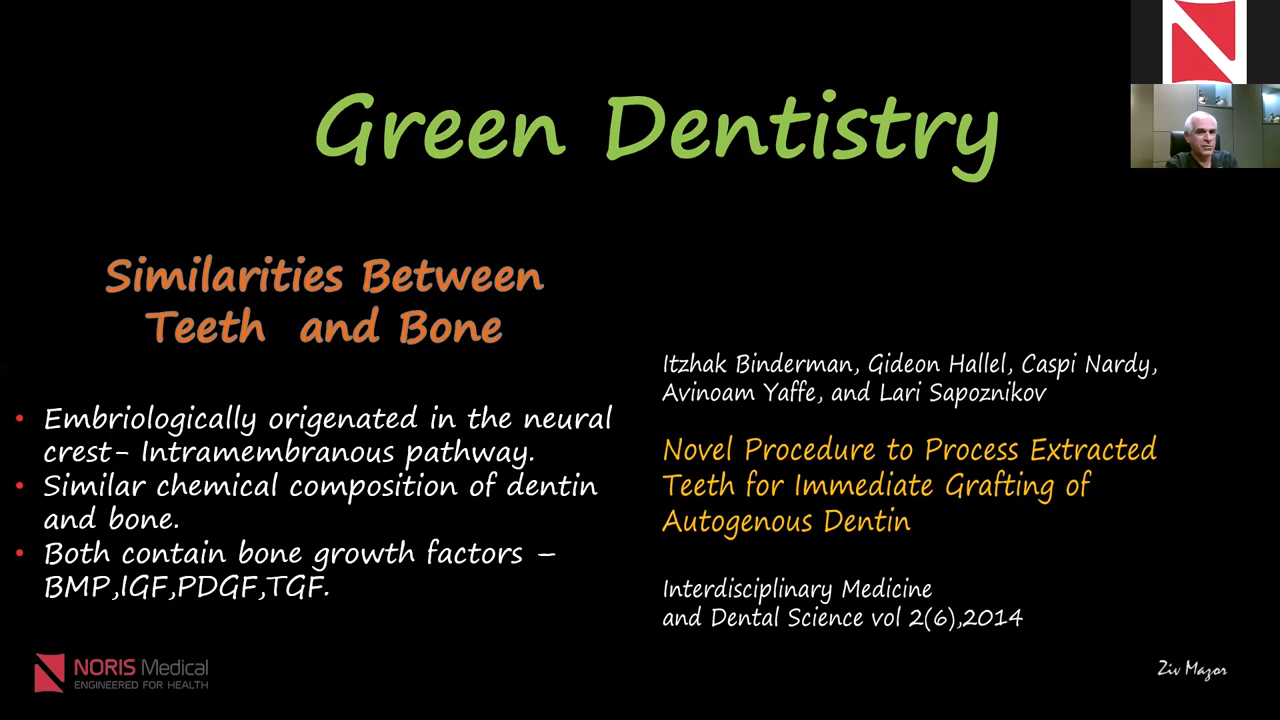 Green Dentistry
Similarities Between
Teeth and Bone
• Embriologically origenated in the neural
crest- Intramembranous pathway.
• Similar chemical composition of dentin
and bone.
• Both contain bone growth factors –
BMP,IGF,PDGF,TGF.
Itzhak Binderman, Gideon Hallel, Caspi Nardy,
Avinoam Yaffe, and Lari Sapoznikov
Novel Procedure to Process Extracted
Teeth for Immediate Grafting of
Autogenous Dentin
Interdisciplinary Medicine
and Dental Science vol 2(6),2014
NORIS Medical
ENGINEERED FOR HEALTH
Ziv Mazor